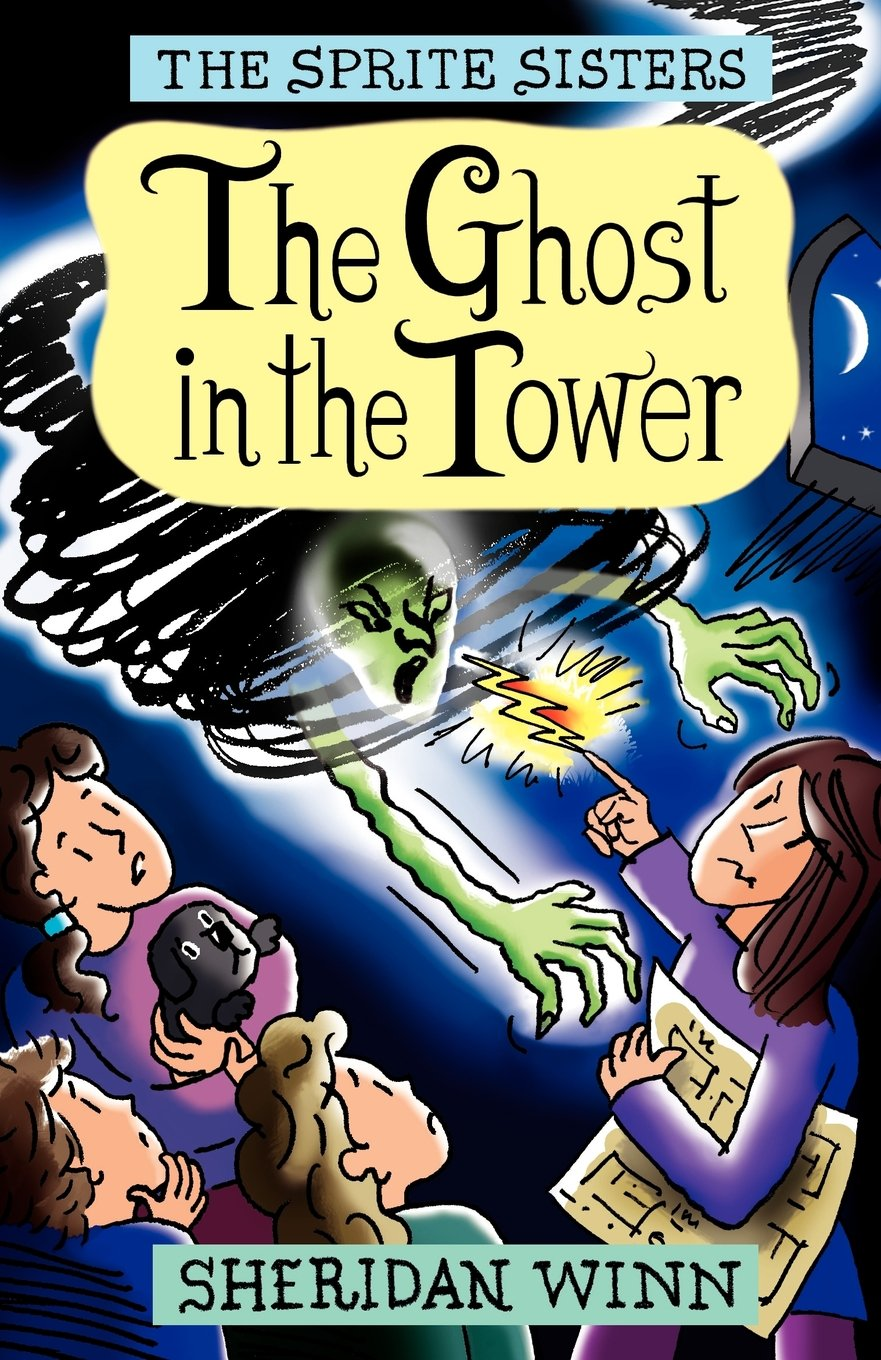 THE SPRITE SISTERS
The Ghost
in the Tower
SHERIDAN WINN